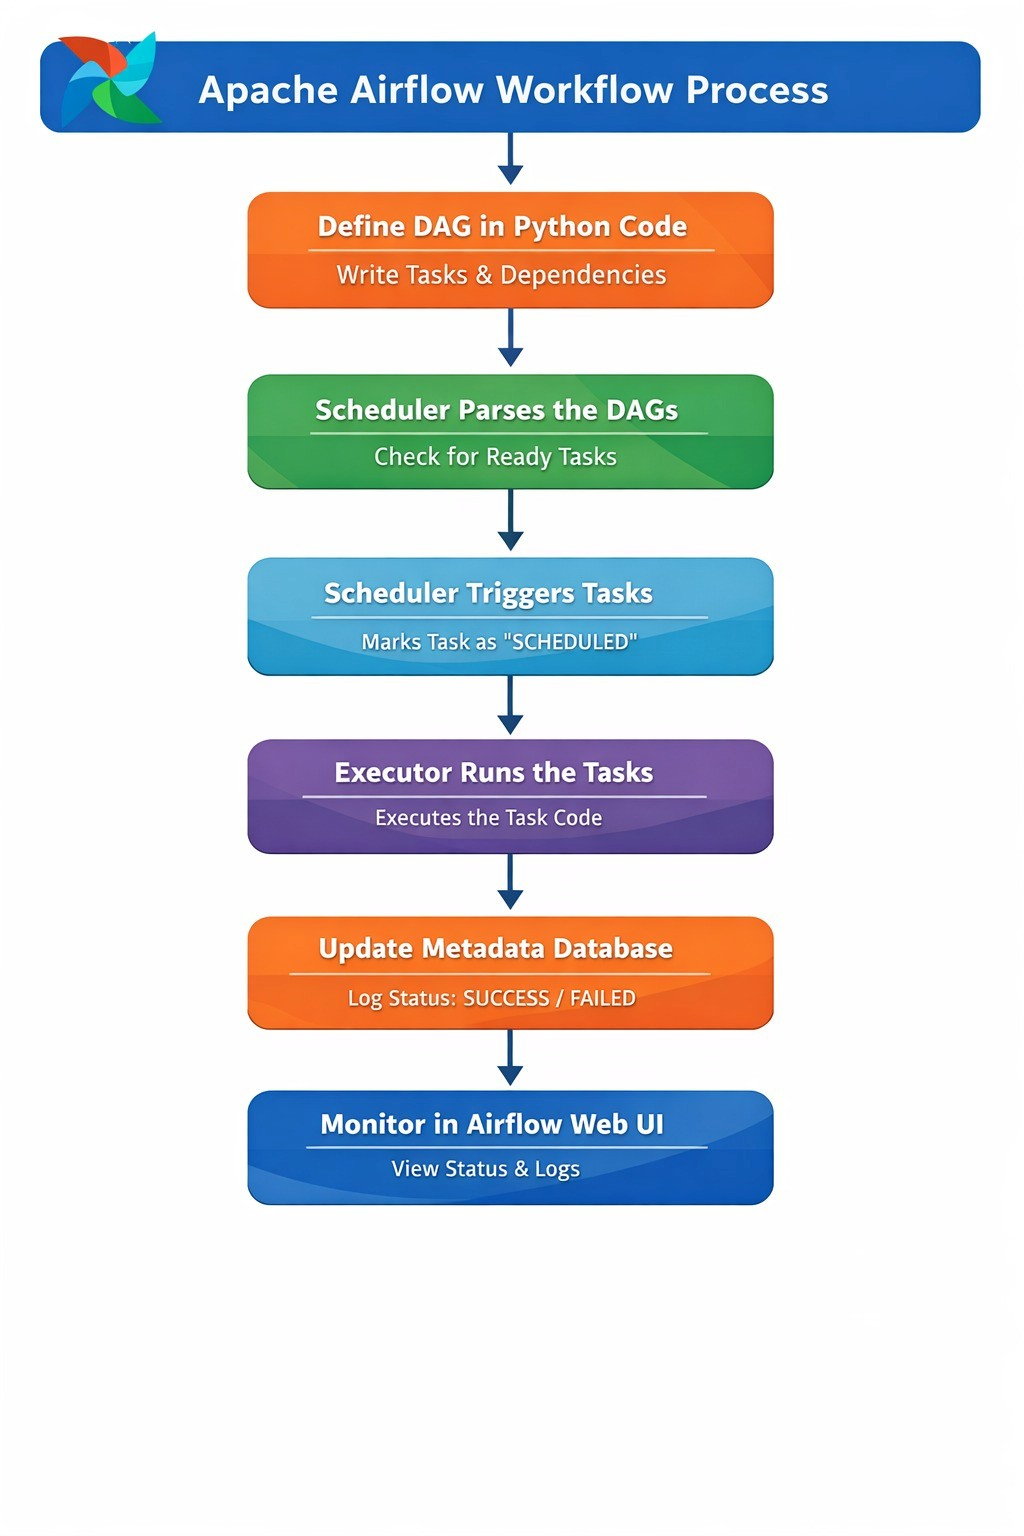 Apache Airflow Workflow Process
Define DAG in Python Code
Write Tasks & Dependencies
Scheduler Parses the DAGs
Check for Ready Tasks
Scheduler Triggers Tasks
Marks Task as "SCHEDULED"
Executor Runs the Tasks
Executes the Task Code
Update Metadata Database
Log Status: SUCCESS / FAILED
Monitor in Airflow Web UI
View Status & Logs